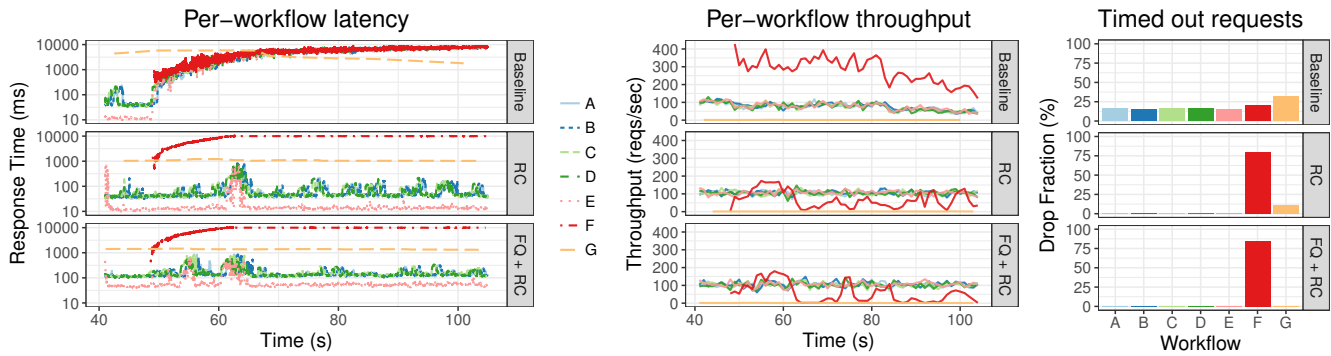 Per-workflow latency
Response Time (ms)
10000
1000
100
10
Baseline
10000
1000
100
10
RC
10000
1000
100
10
FQ + RC
40 60 80 100
Time (s)
A
B
C
D
E
F
G
Per-workflow throughput
Throughput (reqs/sec)
400
300
200
100
0
Baseline
400
300
200
100
0
RC
400
300
200
100
0
FQ + RC
40 60 80 100
Time (s)
Timed out requests
Drop Fraction (%)
100
75
50
25
0
Baseline
100
75
50
25
0
RC
100
75
50
25
0
FQ + RC
A B C D E F G
Workflow